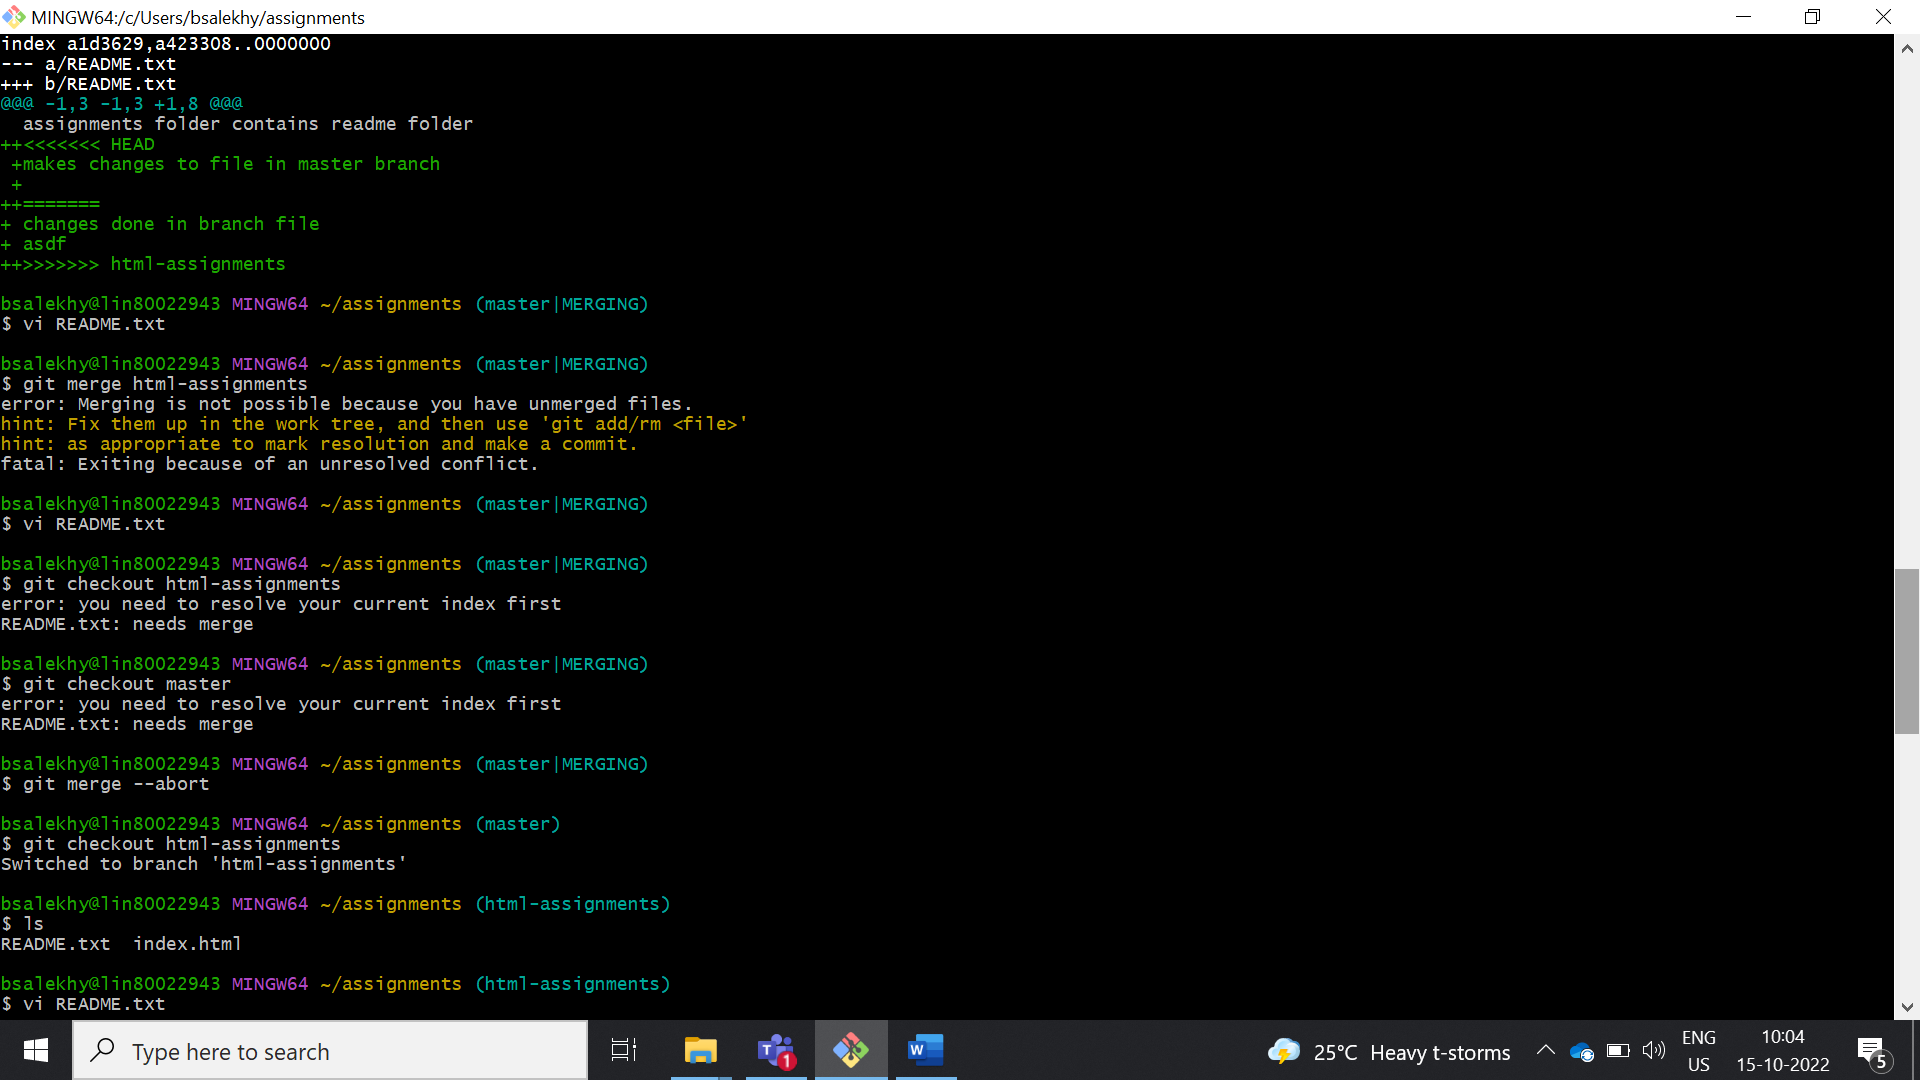 MINGW64:/c/Users/bsalekhy/assignments
index a1d3629,a423308..0000000
--- a/README.txt
+++ b/README.txt
@@@ -1,3 -1,3 +1,8 @@@
  assignments folder contains readme folder
++<<<<<<< HEAD
 +makes changes to file in master branch
 +
++=======
+ changes done in branch file
+ asdf
++>>>>>>> html-assignments
bsalekhy@lin80022943 MINGW64 ~/assignments (master|MERGING)
$ vi README.txt
bsalekhy@lin80022943 MINGW64 ~/assignments (master|MERGING)
$ git merge html-assignments
error: Merging is not possible because you have unmerged files.
hint: Fix them up in the work tree, and then use 'git add/rm <file>'
hint: as appropriate to mark resolution and make a commit.
fatal: Exiting because of an unresolved conflict.
bsalekhy@lin80022943 MINGW64 ~/assignments (master|MERGING)
$ vi README.txt
bsalekhy@lin80022943 MINGW64 ~/assignments (master|MERGING)
$ git checkout html-assignments
error: you need to resolve your current index first
README.txt: needs merge
bsalekhy@lin80022943 MINGW64 ~/assignments (master|MERGING)
$ git checkout master
error: you need to resolve your current index first
README.txt: needs merge
bsalekhy@lin80022943 MINGW64 ~/assignments (master|MERGING)
$ git merge --abort
bsalekhy@lin80022943 MINGW64 ~/assignments (master)
$ git checkout html-assignments
Switched to branch 'html-assignments'
bsalekhy@lin80022943 MINGW64 ~/assignments (html-assignments)
$ ls
README.txt  index.html
bsalekhy@lin80022943 MINGW64 ~/assignments (html-assignments)
$ vi README.txt
Type here to search
T
1
W
25°C Heavy t-storms
ENG
US
10:04
15-10-2022
5